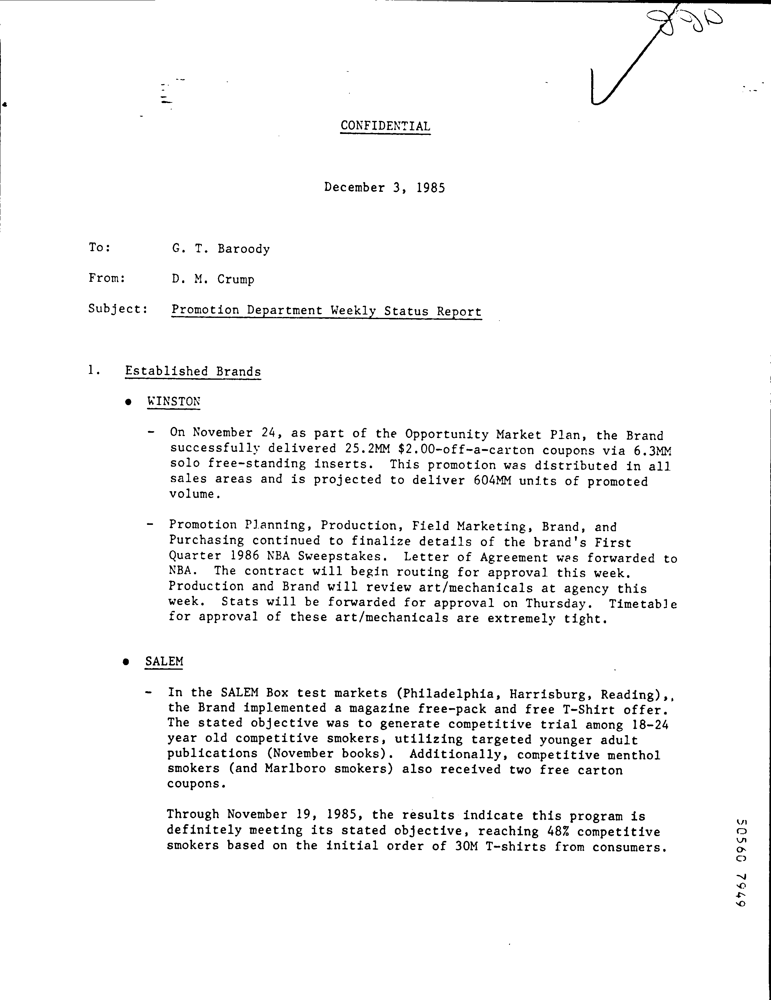 CONFIDENTIAL
December 3, 1985
To: G. T. Baroody
From: D. M. Crump
Subject: Promotion Department Weekly Status Report
1. Established Brands
• WINSTON
- On November 24, as part of the Opportunity Market Plan, the Brand
successfully delivered 25.2MM $2.00-off-a-carton coupons via 6.3MM
solo free-standing inserts. This promotion was distributed in all
sales areas and is projected to deliver 604MM units of promoted
volume.
- Promotion Planning, Production, Field Marketing, Brand, and
Purchasing continued to finalize details of the brand's First
Quarter 1986 NBA Sweepstakes. Letter of Agreement was forwarded to
NBA. The contract will begin routing for approval this week.
Production and Brand will review art/mechanicals at agency this
week. Stats will be forwarded for approval on Thursday. Timetable
for approval of these art/mechanicals are extremely tight.
• SALEM
- In the SALEM Box test markets (Philadelphia, Harrisburg, Reading),,
the Brand implemented a magazine free-pack and free T-Shirt offer.
The stated objective was to generate competitive trial among 18-24
year old competitive smokers, utilizing targeted younger adult
publications (November books). Additionally, competitive menthol
smokers (and Marlboro smokers) also received two free carton
coupons.
Through November 19, 1985, the results indicate this program is
definitely meeting its stated objective, reaching 48% competitive
smokers based on the initial order of 30M T-shirts from consumers.
50560 7949